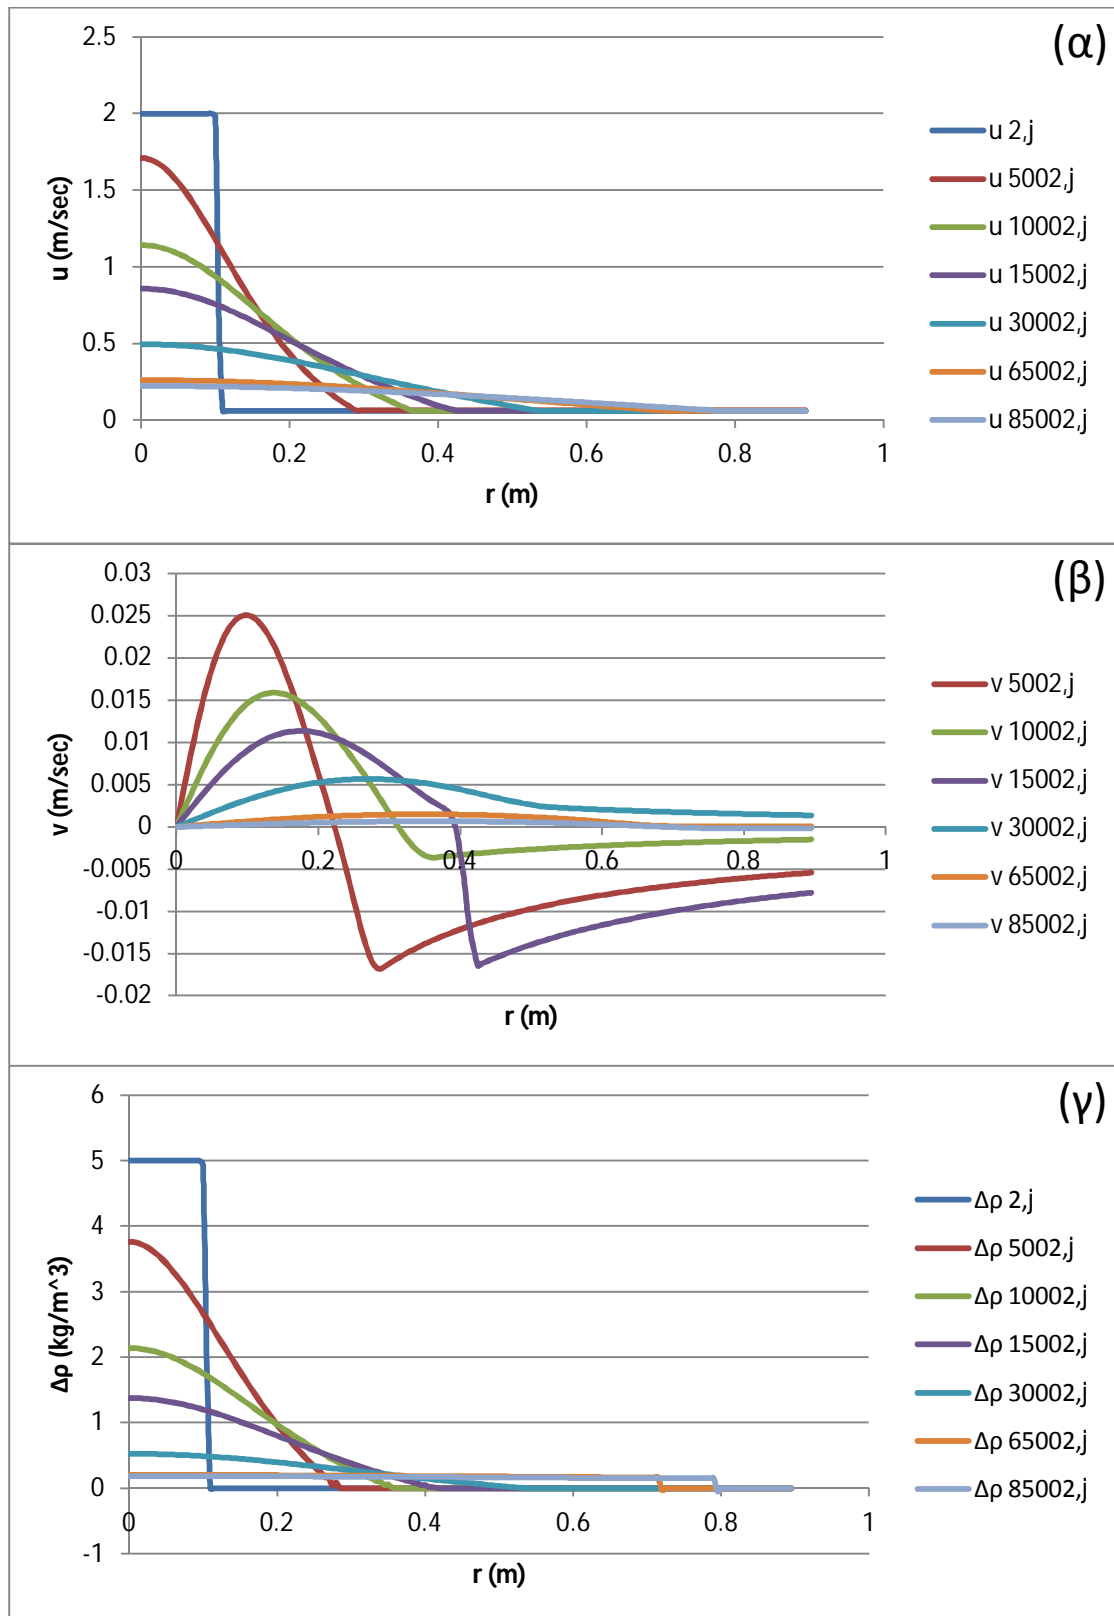 (α)
2.5
2
1.5
1
0.5
0
u (m/sec)
0 0.2 0.4 0.6 0.8 1
r (m)
u 2,j
u 5002,j
u 10002,j
u 15002,j
u 30002,j
u 65002,j
u 85002,j
(β)
0.03
0.025
0.02
0.015
0.01
0.005
0
-0.005
-0.01
-0.015
-0.02
v (m/sec)
0 0.2 0.4 0.6 0.8 1
r (m)
v 5002,j
v 10002,j
v 15002,j
v 30002,j
v 65002,j
v 85002,j
(γ)
6
5
4
3
2
1
0
-1
Δρ (kg/m^3)
0 0.2 0.4 0.6 0.8 1
r (m)
Δρ 2,j
Δρ 5002,j
Δρ 10002,j
Δρ 15002,j
Δρ 30002,j
Δρ 65002,j
Δρ 85002,j